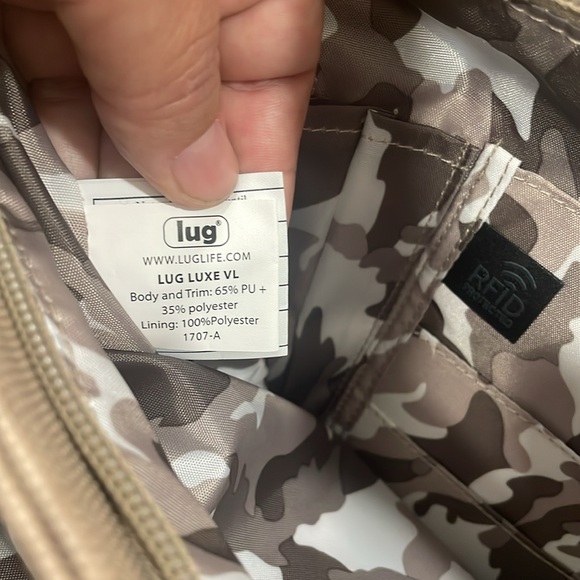 lug®
WWW.LUGLIFE.COM
LUG LUXE VL
Body and Trim: 65% PU +
35% polyester
Lining: 100%Polyester
1707-A
RFID
PROTECTING